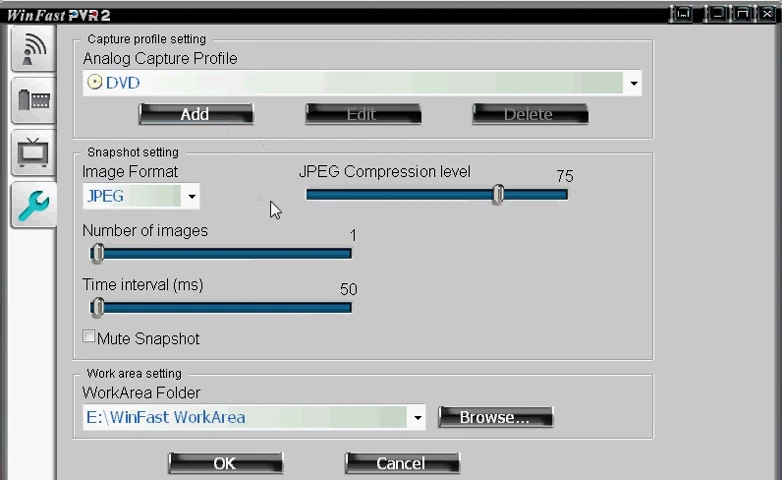 WinFast PVR2
Capture profile setting
Analog Capture Profile
DVD
Add Edit Delete
Snapshot setting
Image Format JPEG Compression level 75
JPEG
Number of images 1
Time interval (ms) 50
Mute Snapshot
Work area setting
WorkArea Folder
E:\WinFast WorkArea Browse...
OK Cancel